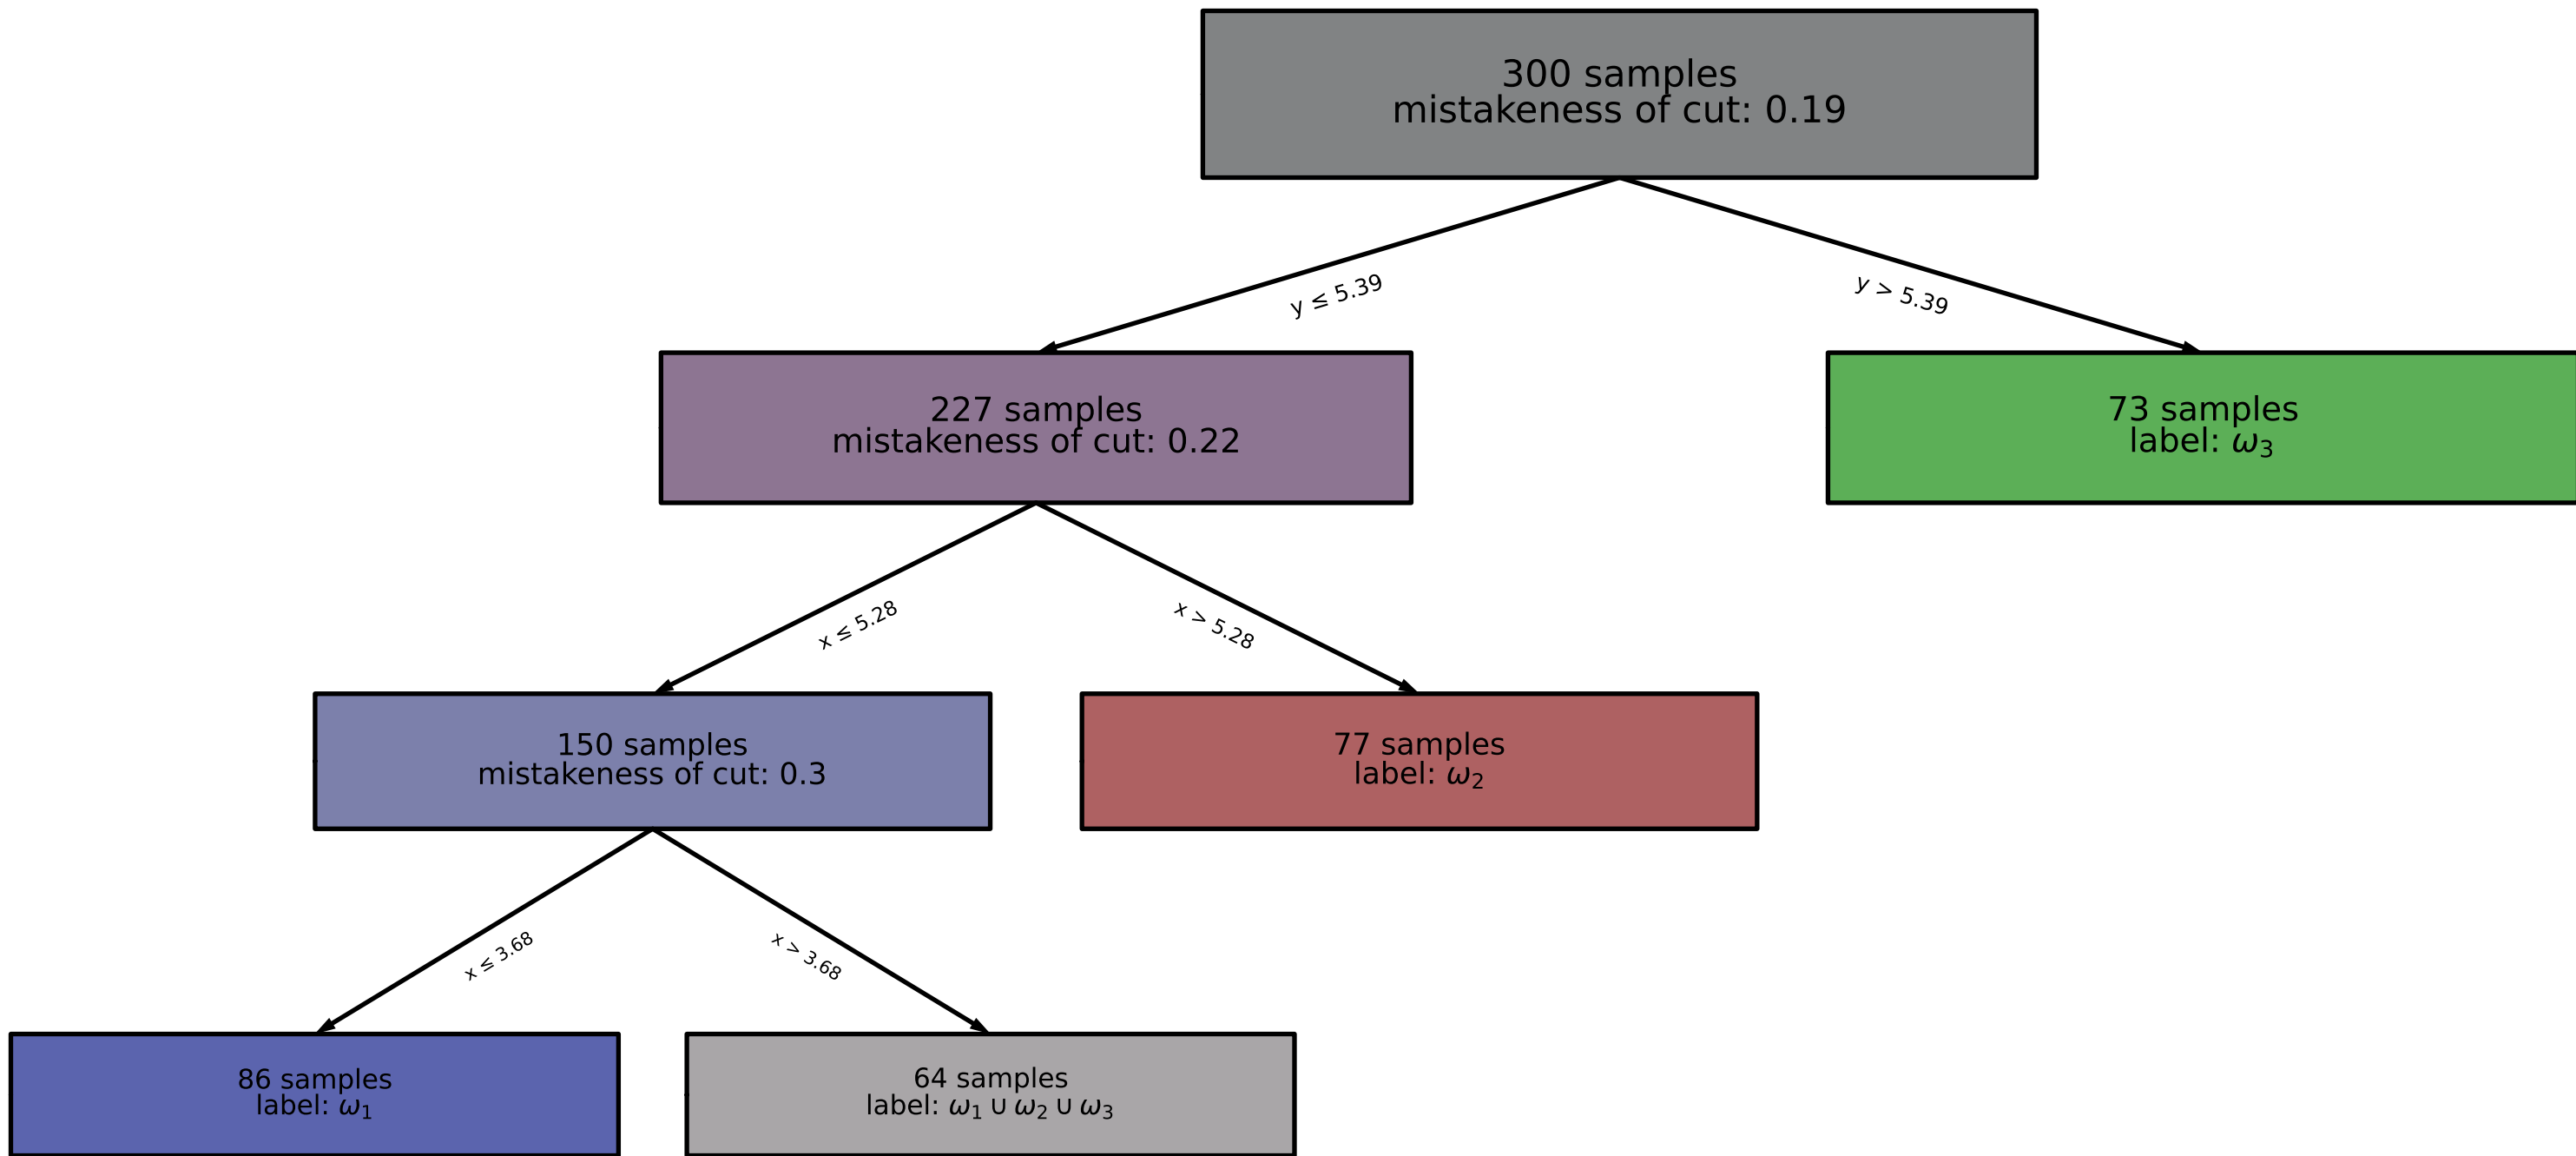 300 samples
mistakeness of cut: 0.19
y ≤ 5.39
y > 5.39
227 samples
mistakeness of cut: 0.22
73 samples
label: ω₃
x ≤ 5.28
x > 5.28
150 samples
mistakeness of cut: 0.3
77 samples
label: ω₂
x ≤ 3.68
x > 3.68
86 samples
label: ω₁
64 samples
label: ω₁ ∪ ω₂ ∪ ω₃